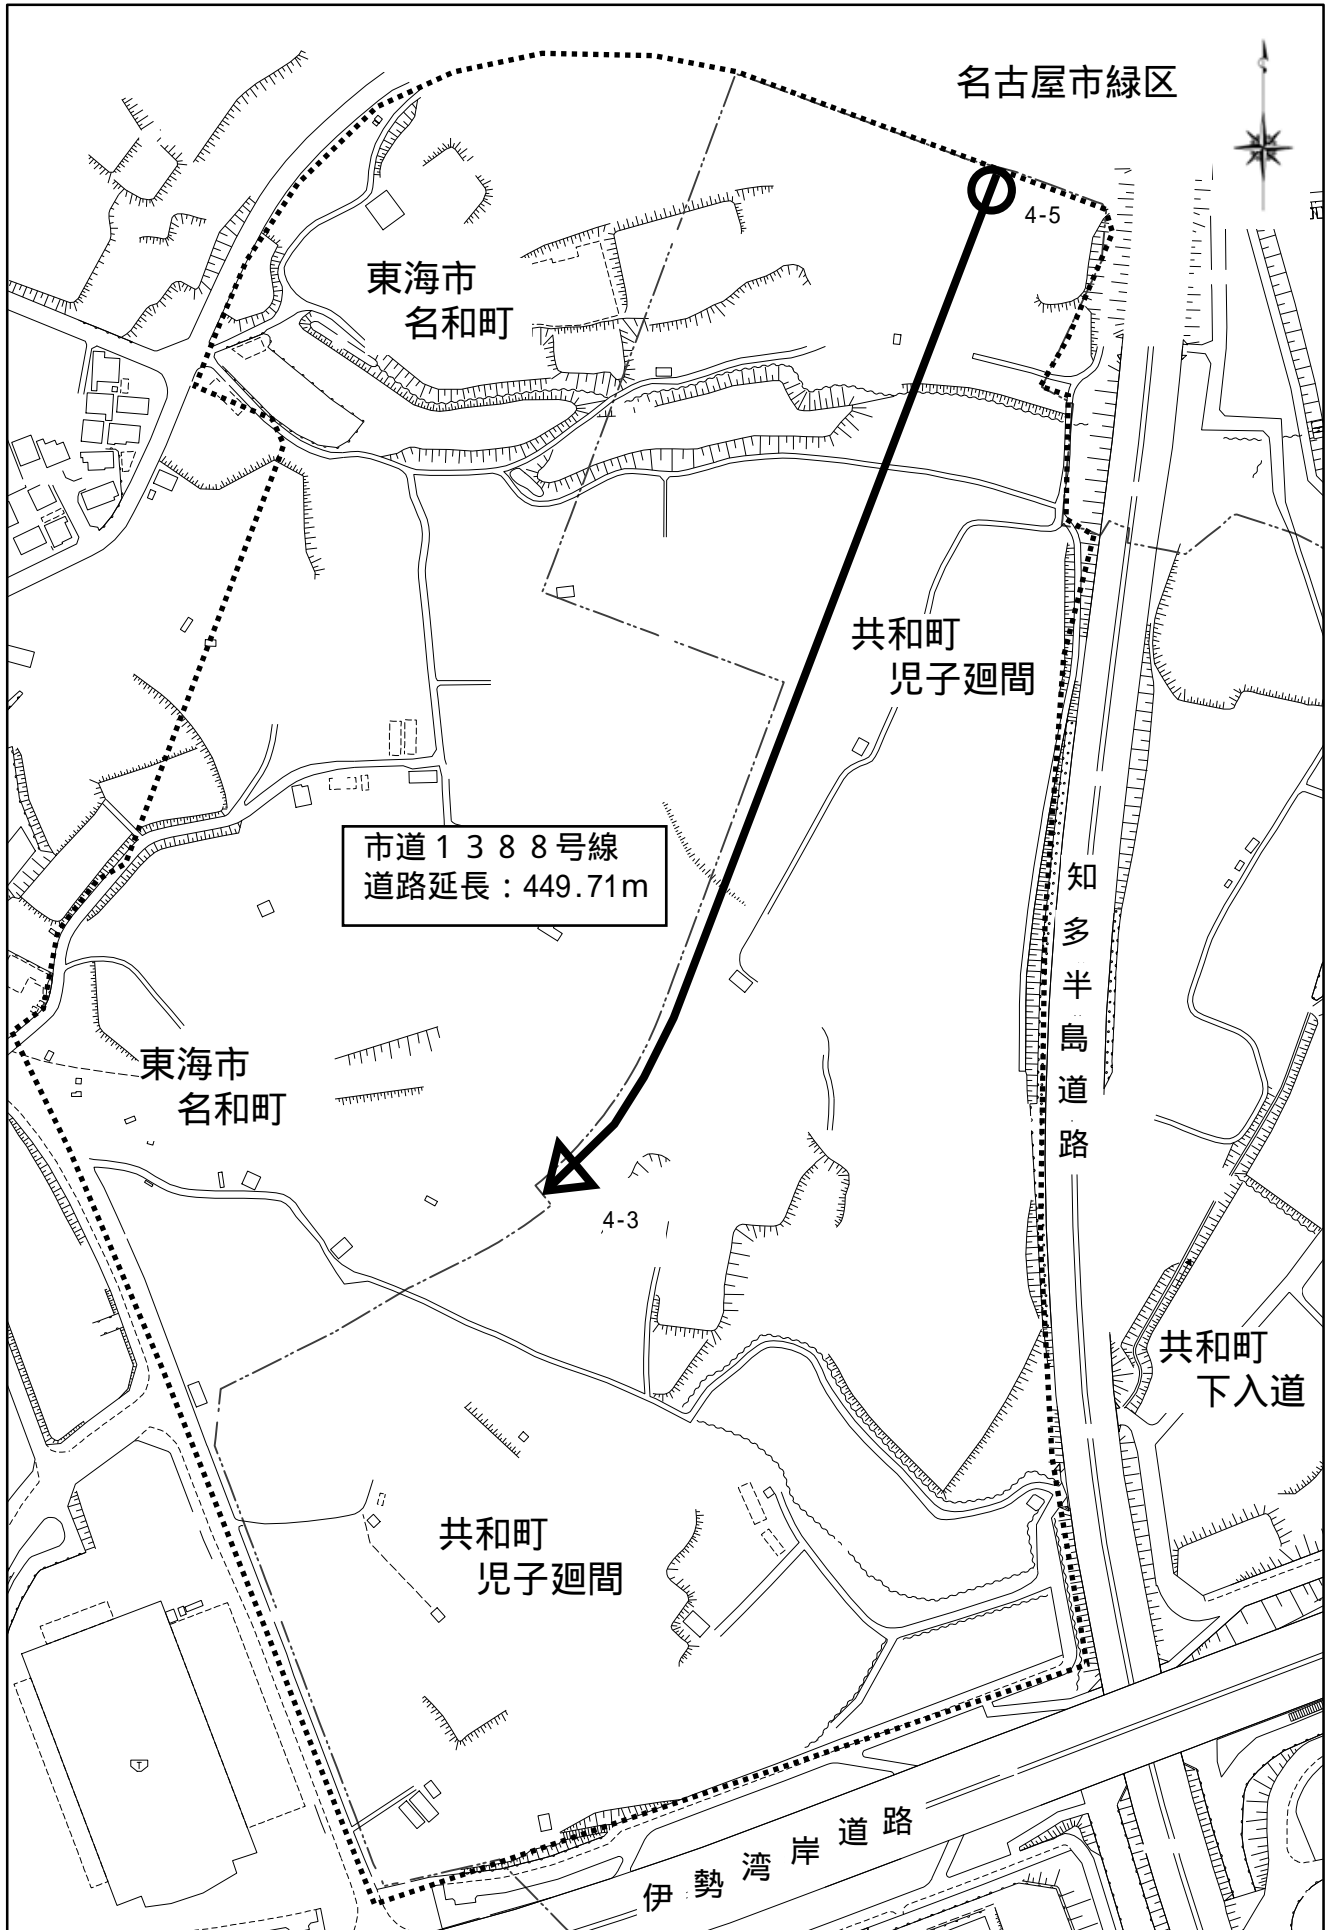 名古屋市緑区
4-5
東海市
名和町
共和町
児子廻間
市道1388号線
道路延長：449.71m
知多半島道路
東海市
名和町
4-3
共和町
下入道
共和町
児子廻間
伊勢湾岸道路